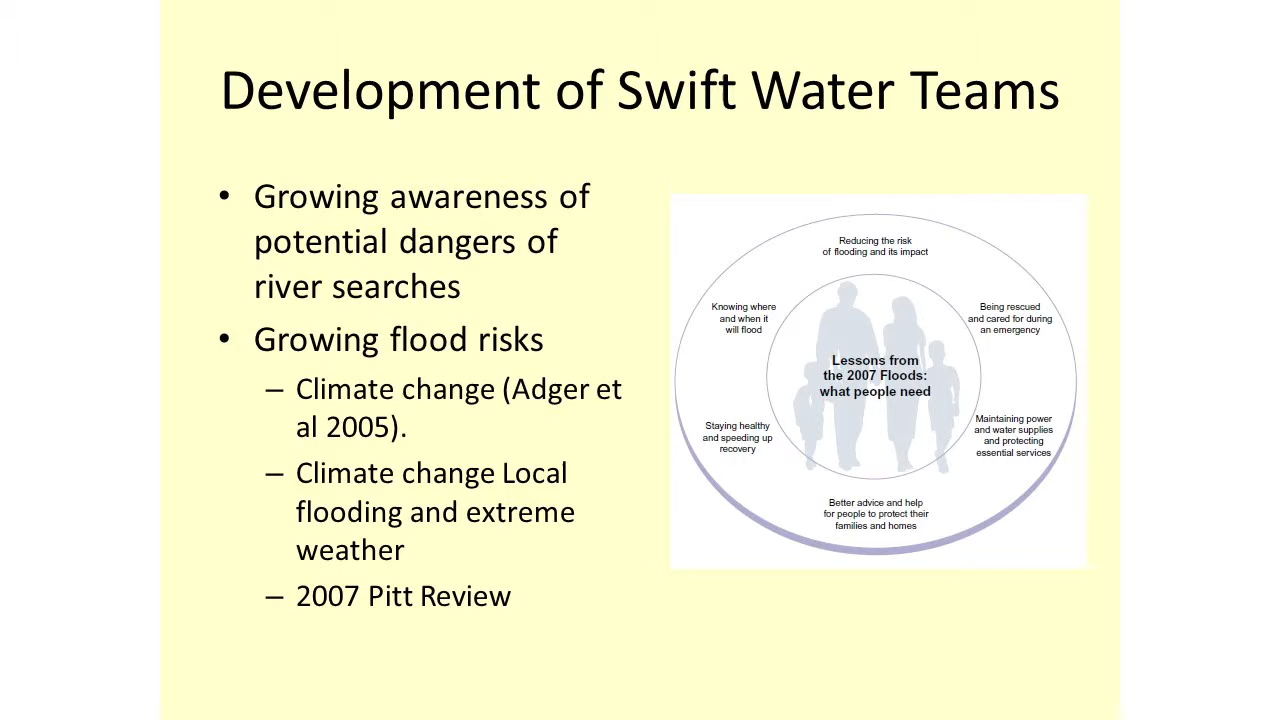 Development of Swift Water Teams
• Growing awareness of
potential dangers of
river searches
• Growing flood risks
– Climate change (Adger et
al 2005).
– Climate change Local
flooding and extreme
weather
– 2007 Pitt Review
Reducing the risk
of flooding and its impact
Knowing where
and when it
will flood
Being rescued
and cared for during
an emergency
Lessons from
the 2007 Floods:
what people need
Staying healthy
and speeding up
recovery
Maintaining power
and water supplies
and protecting
essential services
Better advice and help
for people to protect their
families and homes